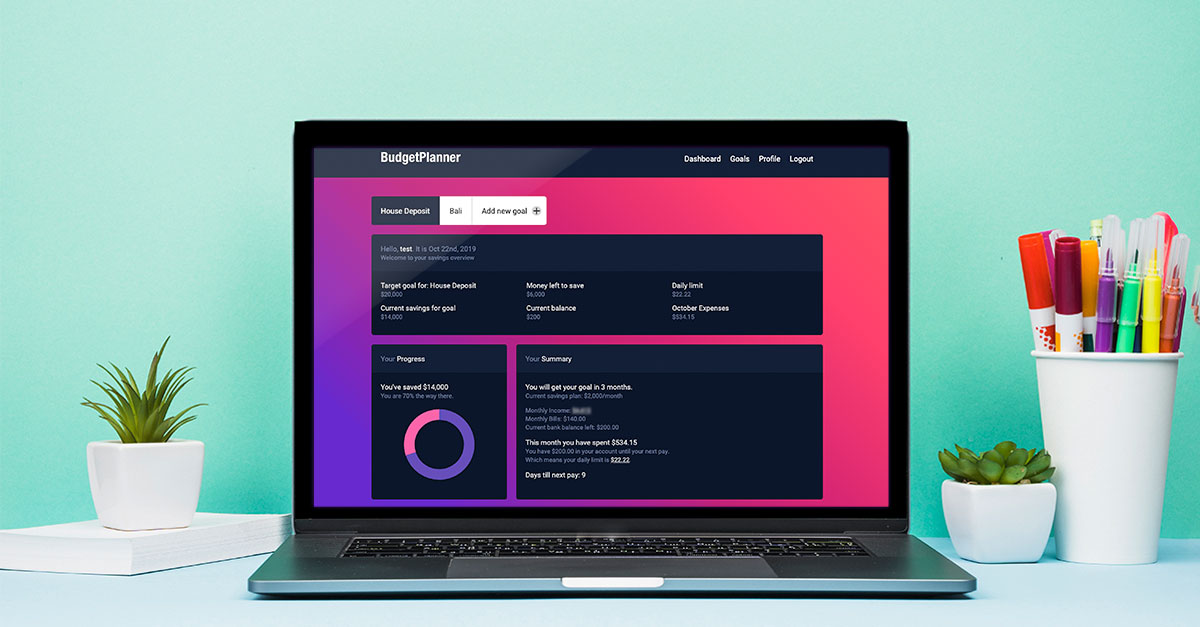 BudgetPlanner
Dashboard Goals Profile Logout
House Deposit Bali Add new goal +
Hello, test. It is Oct 22nd, 2019
Welcome to your savings overview
Target goal for: House Deposit
$20,000
Money left to save
$6,000
Daily limit
$22.22
Current savings for goal
$14,000
Current balance
$200
October Expenses
$534.15
Your Progress
You've saved $14,000
You are 70% the way there.
Your Summary
You will get your goal in 3 months.
Current savings plan: $2,000/month
Monthly Income:
Monthly Bills: $140.00
Current bank balance left: $200.00
This month you have spent $534.15
You have $200.00 in your account until your next pay.
Which means your daily limit is $22.22
Days till next pay: 9